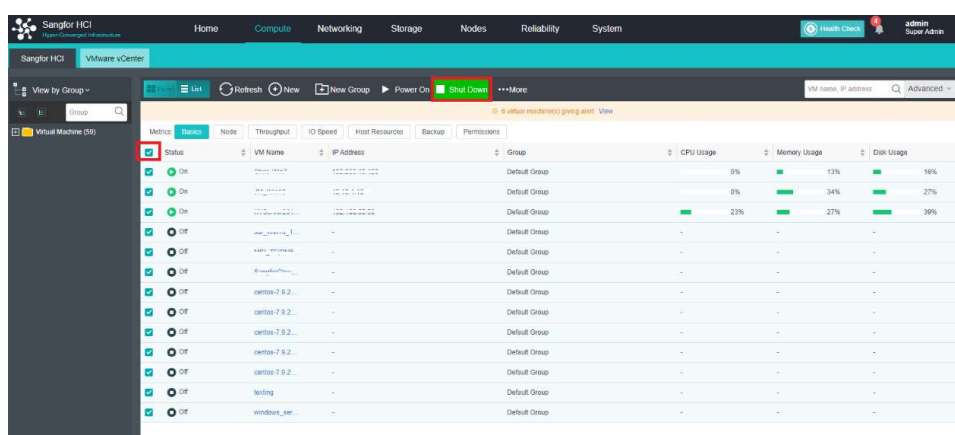 Sangfor HCI
Hyper-Converged Infrastructure
Home Compute Networking Storage Nodes Reliability System
Health Check
4
admin
Super Admin
Sangfor HCI VMware vCenter
View by Group
Panel List Refresh New New Group Power On Shut Down More
VM name, IP address Advanced
Group
6 virtual machine(s) giving alert View
Virtual Machine (59)
Metrics: Basics Node Throughput IO Speed Host Resources Backup Permissions
Status VM Name IP Address Group CPU Usage Memory Usage Disk Usage
On Default Group 0% 13% 16%
On Default Group 0% 34% 27%
On Default Group 23% 27% 39%
Off - Default Group - - -
Off - Default Group - - -
Off - Default Group - - -
Off centos-7.9.2... - Default Group - - -
Off centos-7.9.2... - Default Group - - -
Off centos-7.9.2... - Default Group - - -
Off centos-7.9.2... - Default Group - - -
Off centos-7.9.2... - Default Group - - -
Off texting - Default Group - - -
Off windows_ser... - Default Group - - -